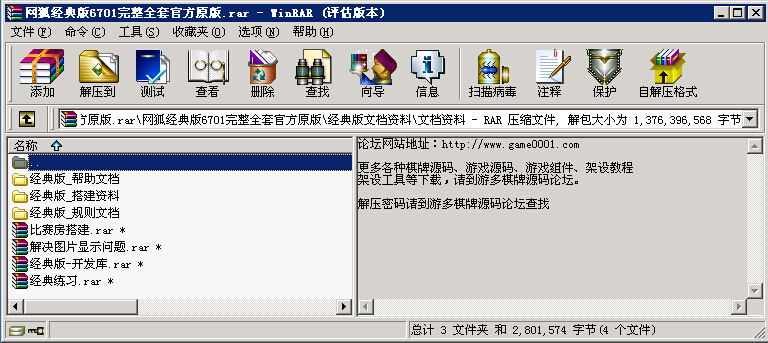 网狐经典版6701完整全套官方原版.rar - WinRAR (评估版本)
文件(F) 命令(C) 工具(S) 收藏夹(O) 选项(N) 帮助(H)
添加 解压到 测试 查看 删除 查找 向导 信息 扫描病毒 注释 保护 自解压格式
方原版.rar\网狐经典版6701完整全套官方原版\经典版文档资料\文档资料 - RAR 压缩文件, 解包大小为 1,376,396,568 字节
名称
..
经典版_帮助文档
经典版_搭建资料
经典版_规则文档
比赛房搭建.rar *
解决图片显示问题.rar *
经典版-开发库.rar *
经典练习.rar *
论坛网站地址：http://www.game0001.com
更多各种棋牌源码、游戏源码、游戏组件、架设教程
架设工具等下载，请到游多棋牌源码论坛。
解压密码请到游多棋牌源码论坛查找
总计 3 文件夹 和 2,801,574 字节(4 个文件)